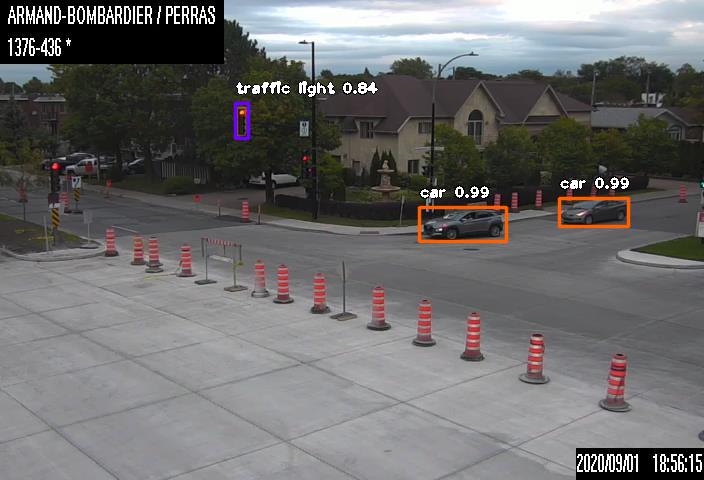 ARMAND-BOMBARDIER / PERRAS
1376-436 *
traffic light 0.84
car 0.99
car 0.99
2020/09/01 18:56:15